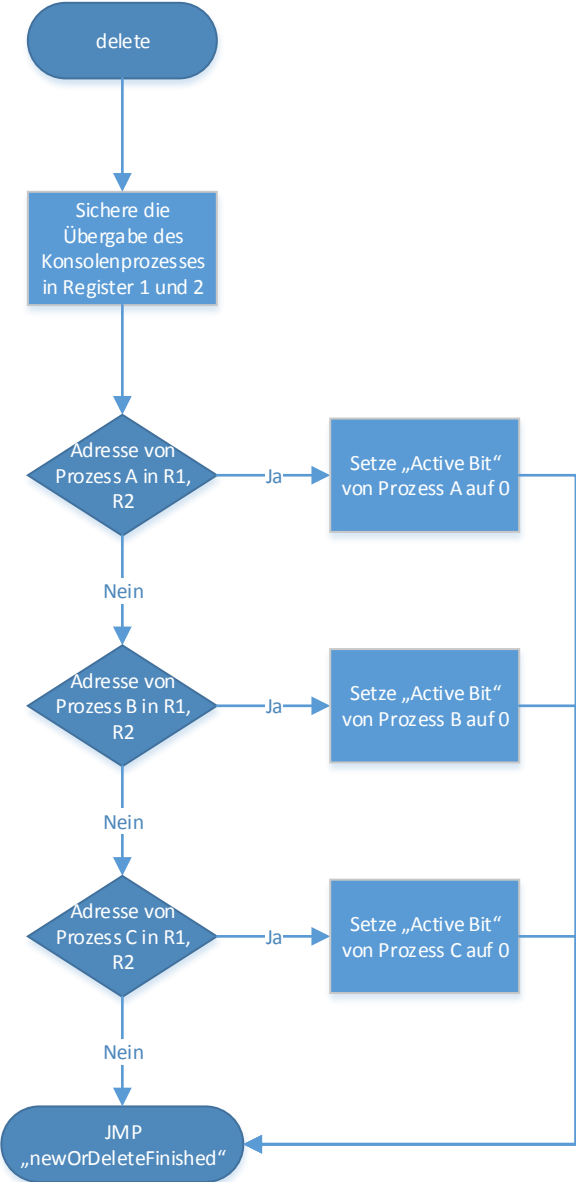 delete
Sichere die
Übergabe des
Konsolenprozesses
in Register 1 und 2
Adresse von
Prozess A in R1,
R2
Ja
Setze „Active Bit“
von Prozess A auf 0
Nein
Adresse von
Prozess B in R1,
R2
Ja
Setze „Active Bit“
von Prozess B auf 0
Nein
Adresse von
Prozess C in R1,
R2
Ja
Setze „Active Bit“
von Prozess C auf 0
Nein
JMP
„newOrDeleteFinished“